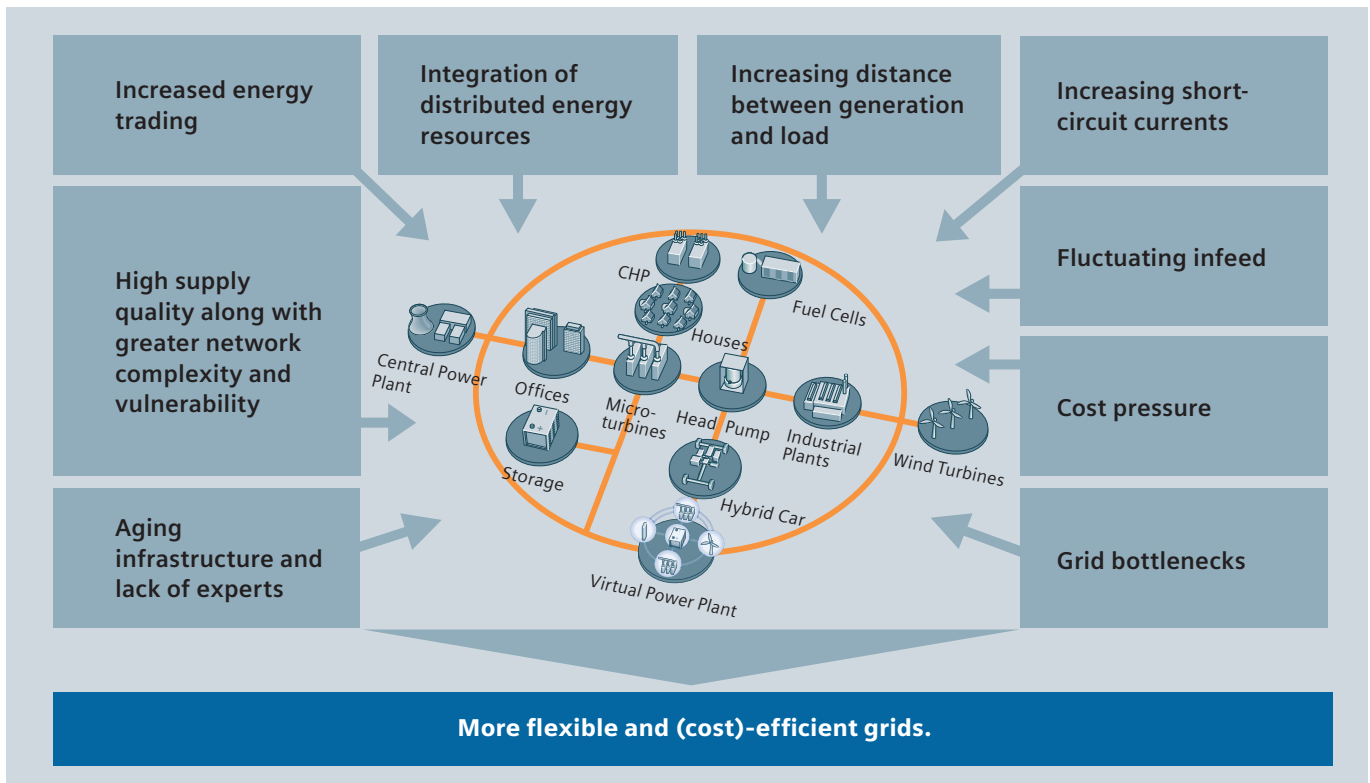 Increased energy
trading
Integration of
distributed energy
resources
Increasing distance
between generation
and load
Increasing short-
circuit currents
High supply
quality along with
greater network
complexity and
vulnerability
Fluctuating infeed
Cost pressure
Aging
infrastructure and
lack of experts
Grid bottlenecks
CHP
Fuel Cells
Houses
Central Power
Plant
Offices
Micro-
turbines
Head Pump
Industrial
Plants
Wind Turbines
Storage
Hybrid Car
Virtual Power Plant
More flexible and (cost)-efficient grids.